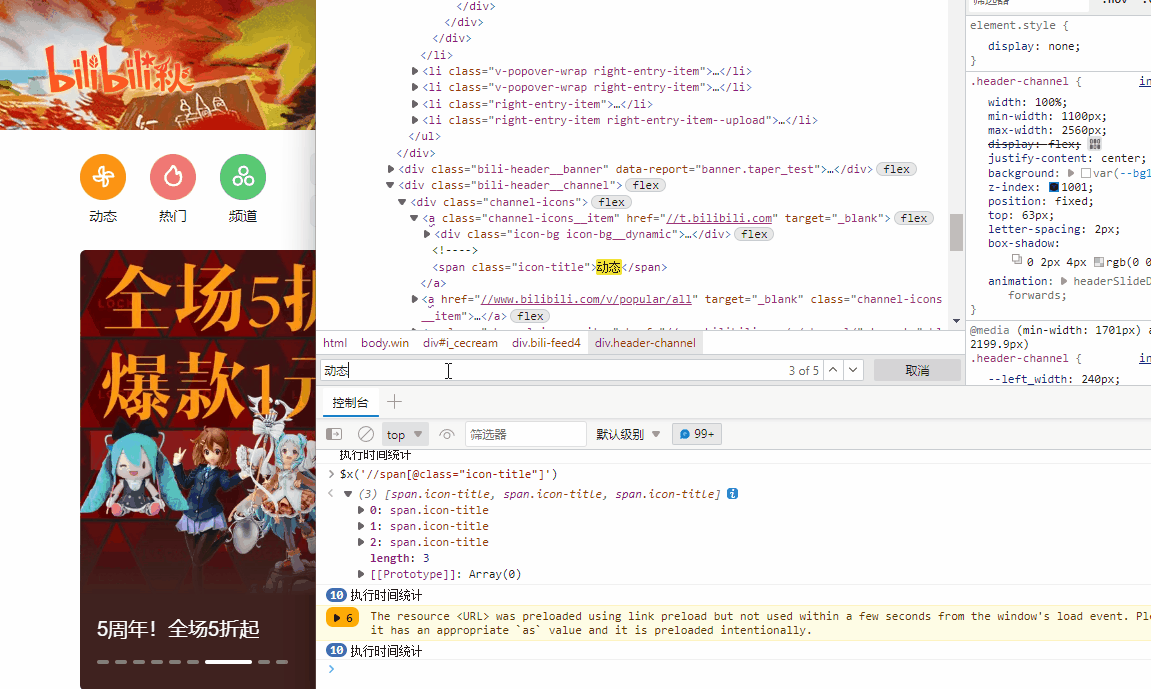 bilibili秋
动态
热门
频道
全场5折
爆款1元
5周年！全场5折起
</div>
</div>
</div>
</li>
▶<li class="v-popover-wrap right-entry-item">…</li>
▶<li class="v-popover-wrap right-entry-item">…</li>
▶<li class="right-entry-item">…</li>
▶<li class="right-entry-item right-entry-item--upload">…</li>
</ul>
</div>
▶<div class="bili-header__banner" data-report="banner.taper_test">…</div> flex
▼<div class="bili-header__channel"> flex
▼<div class="channel-icons"> flex
▼<a class="channel-icons__item" href="//t.bilibili.com" target="_blank"> flex
▶<div class="icon-bg icon-bg__dynamic">…</div> flex
<!---->
<span class="icon-title">动态</span>
</a>
▶<a href="//www.bilibili.com/v/popular/all" target="_blank" class="channel-icons
__item">…</a> flex
html body.win div#i_cecream div.bili-feed4 div.header-channel
动态 3 of 5 取消
element.style {
display: none;
}
.header-channel { in
width: 100%;
min-width: 1100px;
max-width: 2560px;
display: flex;
justify-content: center;
background: ▶ var(--bg1
z-index: 1001;
position: fixed;
top: 63px;
letter-spacing: 2px;
box-shadow:
0 2px 4px rgb(0 0
animation: ▶ headerSlideD
forwards;
}
@media (min-width: 1701px) a
2199.9px)
.header-channel { in
--left_width: 240px;
控制台
top ▼ 筛选器 默认级别 ▼ 99+
执行时间统计
> $x('//span[@class="icon-title"]')
▼ (3) [span.icon-title, span.icon-title, span.icon-title]
▶ 0: span.icon-title
▶ 1: span.icon-title
▶ 2: span.icon-title
length: 3
▶ [[Prototype]]: Array(0)
10 执行时间统计
▶ 6 The resource <URL> was preloaded using link preload but not used within a few seconds from the window's load event. Ple
it has an appropriate `as` value and it is preloaded intentionally.
10 执行时间统计
>